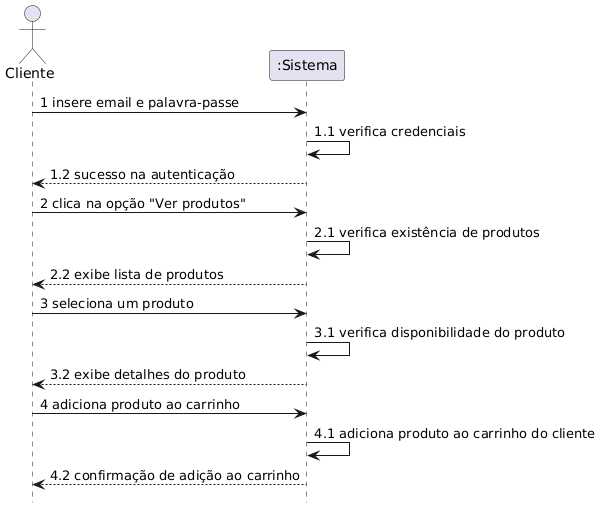 Cliente
:Sistema
1 insere email e palavra-passe
1.1 verifica credenciais
1.2 sucesso na autenticação
2 clica na opção "Ver produtos"
2.1 verifica existência de produtos
2.2 exibe lista de produtos
3 seleciona um produto
3.1 verifica disponibilidade do produto
3.2 exibe detalhes do produto
4 adiciona produto ao carrinho
4.1 adiciona produto ao carrinho do cliente
4.2 confirmação de adição ao carrinho